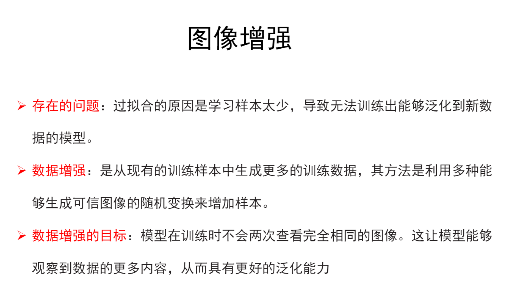 图像增强
➢ 存在的问题：过拟合的原因是学习样本太少，导致无法训练出能够泛化到新数
据的模型。
➢ 数据增强：是从现有的训练样本中生成更多的训练数据，其方法是利用多种能
够生成可信图像的随机变换来增加样本。
➢ 数据增强的目标：模型在训练时不会两次查看完全相同的图像。这让模型能够
观察到数据的更多内容，从而具有更好的泛化能力